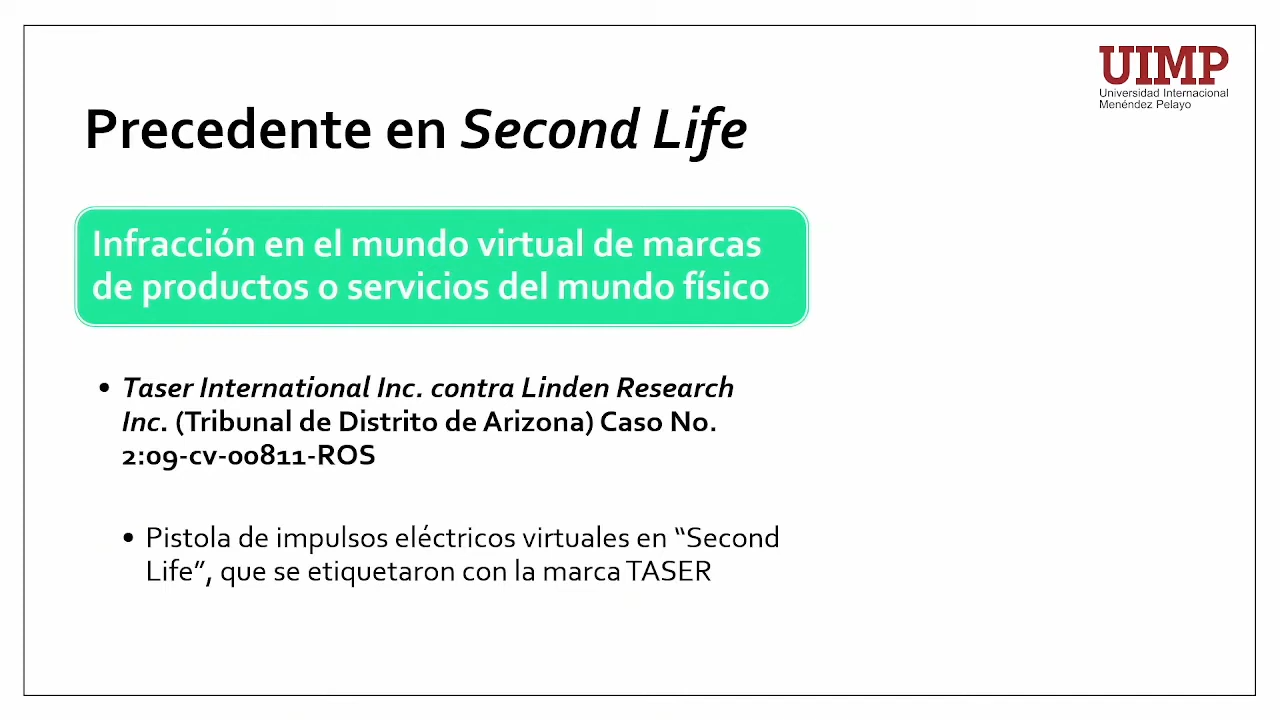 UIMP
Universidad Internacional
Menéndez Pelayo
Precedente en Second Life
Infracción en el mundo virtual de marcas
de productos o servicios del mundo físico
• Taser International Inc. contra Linden Research
Inc. (Tribunal de Distrito de Arizona) Caso No.
2:09-cv-00811-ROS
• Pistola de impulsos eléctricos virtuales en “Second
Life”, que se etiquetaron con la marca TASER